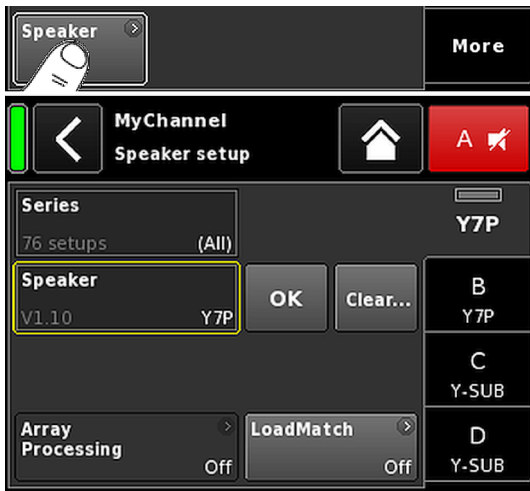 Speaker
More
MyChannel
Speaker setup
A
Series
76 setups (All)
Y7P
Speaker
V1.10 Y7P
OK
Clear...
B
Y7P
C
Y-SUB
Array
Processing
Off
LoadMatch
Off
D
Y-SUB